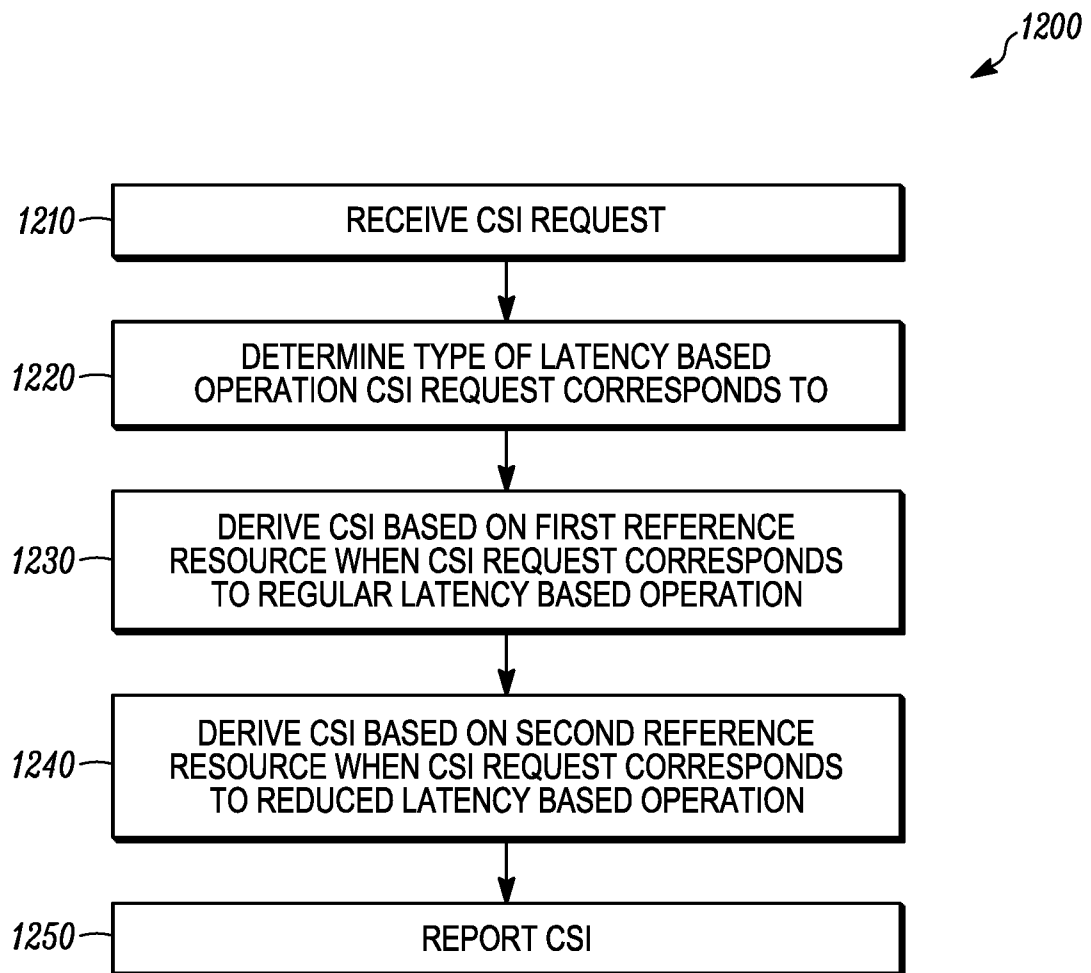 1200
1210
RECEIVE CSI REQUEST
1220
DETERMINE TYPE OF LATENCY BASED
OPERATION CSI REQUEST CORRESPONDS TO
1230
DERIVE CSI BASED ON FIRST REFERENCE
RESOURCE WHEN CSI REQUEST CORRESPONDS
TO REGULAR LATENCY BASED OPERATION
1240
DERIVE CSI BASED ON SECOND REFERENCE
RESOURCE WHEN CSI REQUEST CORRESPONDS
TO REDUCED LATENCY BASED OPERATION
1250
REPORT CSI